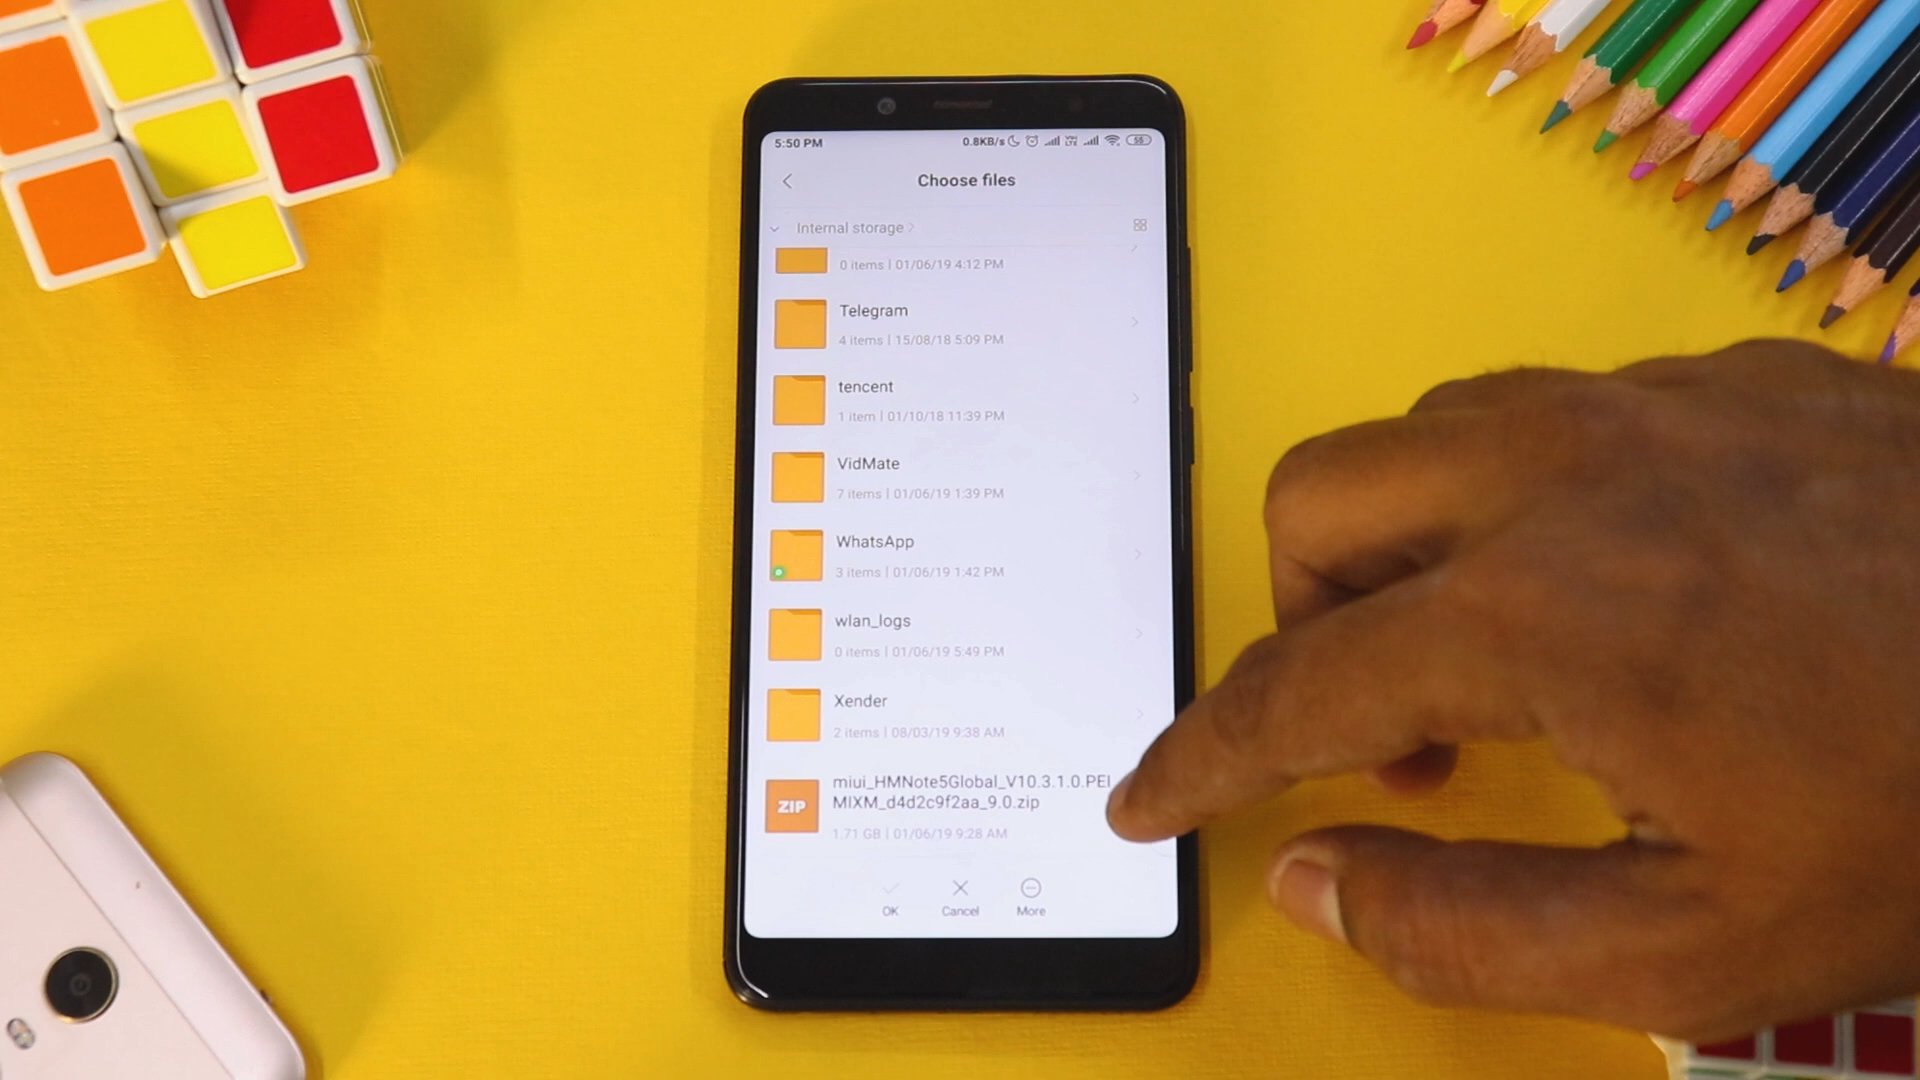 5:50 PM 0.8KB/s 55
Choose files
Internal storage
0 items | 01/06/19 4:12 PM
Telegram
4 items | 15/08/18 5:09 PM
tencent
1 item | 01/10/18 11:39 PM
VidMate
7 items | 01/06/19 1:39 PM
WhatsApp
3 items | 01/06/19 1:42 PM
wlan_logs
0 items | 01/06/19 5:49 PM
Xender
2 items | 08/03/19 9:38 AM
ZIP
miui_HMNote5Global_V10.3.1.0.PEI
MIXM_d4d2c9f2aa_9.0.zip
1.71 GB | 01/06/19 9:28 AM
OK Cancel More